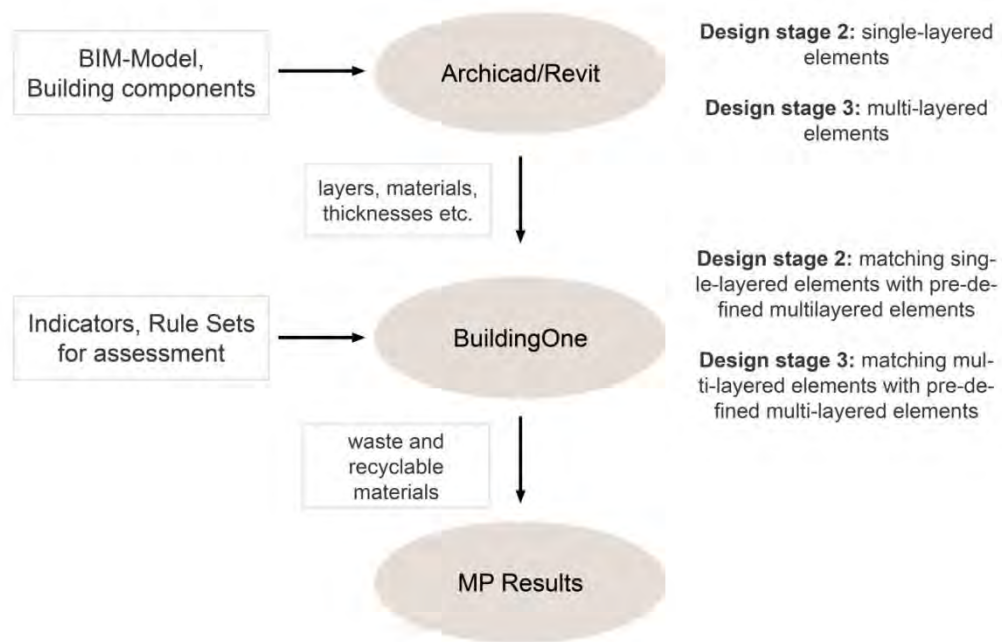 BIM-Model,
Building components
Archicad/Revit
Design stage 2: single-layered
elements
Design stage 3: multi-layered
elements
layers, materials,
thicknesses etc.
Indicators, Rule Sets
for assessment
BuildingOne
Design stage 2: matching sing-
le-layered elements with pre-de-
fined multilayered elements
Design stage 3: matching mul-
ti-layered elements with pre-de-
fined multi-layered elements
waste and
recyclable
materials
MP Results